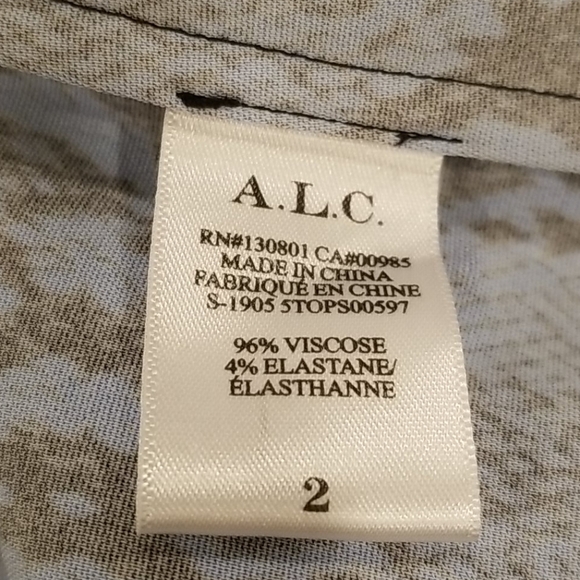 A.L.C.
RN#130801 CA#00985
MADE IN CHINA
FABRIQUÉ EN CHINE
S-1905 5TOPS00597
96% VISCOSE
4% ELASTANE/
ÉLASTHANNE
2